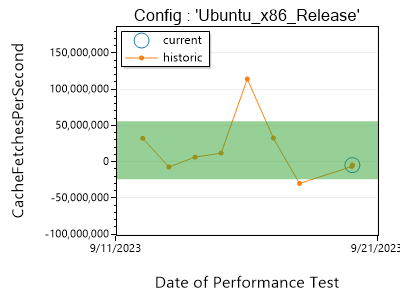 Config : 'Ubuntu_x86_Release'
current
historic
CacheFetchesPerSecond
150,000,000
100,000,000
50,000,000
0
-50,000,000
-100,000,000
9/11/2023
9/21/2023
Date of Performance Test